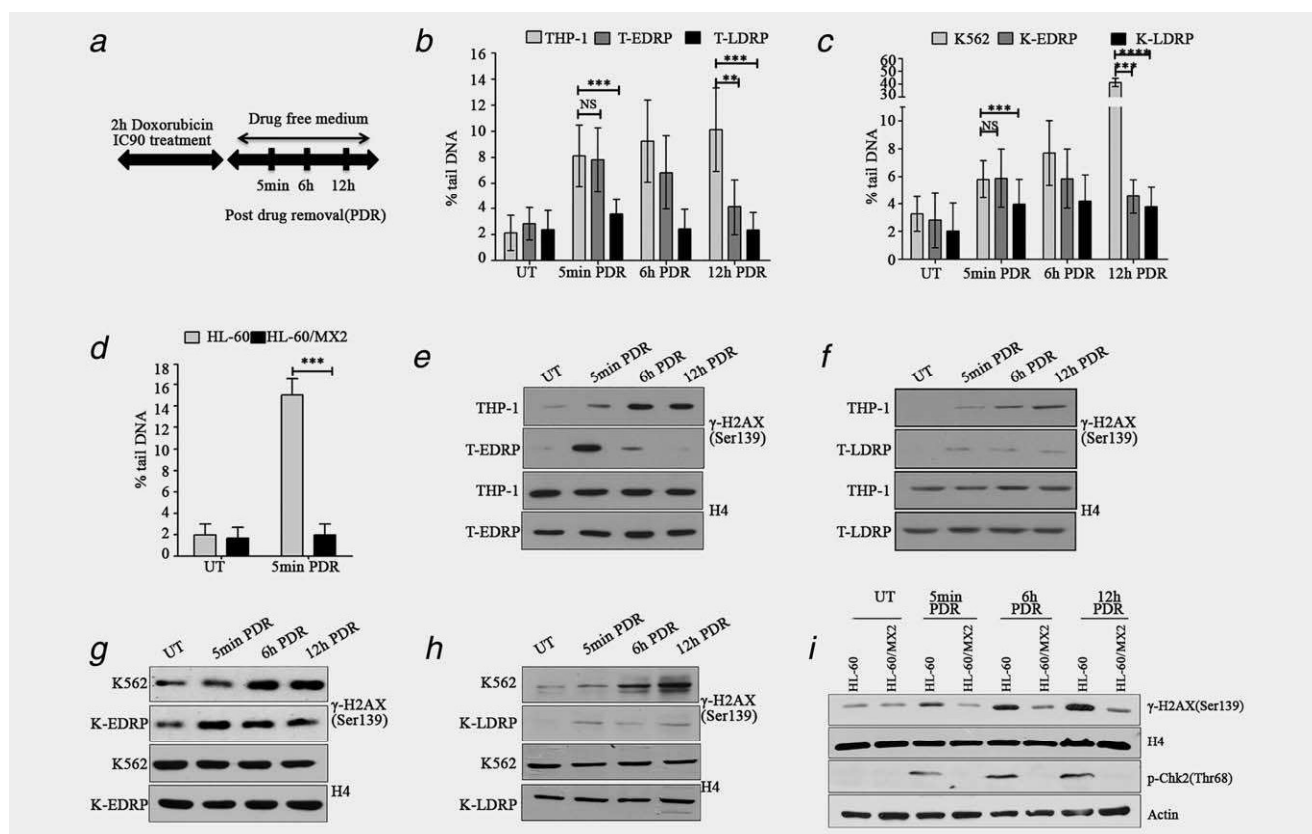 a
2h Doxorubicin
IC90 treatment
Drug free medium
5min 6h 12h
Post drug removal(PDR)
b
THP-1 T-EDRP T-LDRP
% tail DNA
16
14
12
10
8
6
4
2
0
NS
***
***
**
UT 5min PDR 6h PDR 12h PDR
c
K562 K-EDRP K-LDRP
% tail DNA
60
50
40
30
10
8
6
4
2
0
NS
***
****
***
UT 5min PDR 6h PDR 12h PDR
d
HL-60 HL-60/MX2
% tail DNA
18
16
14
12
10
8
6
4
2
0
***
UT 5min PDR
e
UT 5min PDR 6h PDR 12h PDR
THP-1
T-EDRP
γ-H2AX
(Ser139)
THP-1
T-EDRP
H4
f
UT 5min PDR 6h PDR 12h PDR
THP-1
T-LDRP
γ-H2AX
(Ser139)
THP-1
T-LDRP
H4
g
UT 5min PDR 6h PDR 12h PDR
K562
K-EDRP
γ-H2AX
(Ser139)
K562
K-EDRP
H4
h
UT 5min PDR 6h PDR 12h PDR
K562
K-LDRP
γ-H2AX
(Ser139)
K562
K-LDRP
H4
i
UT 5min PDR 6h PDR 12h PDR
HL-60 HL-60/MX2 HL-60 HL-60/MX2 HL-60 HL-60/MX2 HL-60 HL-60/MX2
γ-H2AX(Ser139)
H4
p-Chk2(Thr68)
Actin